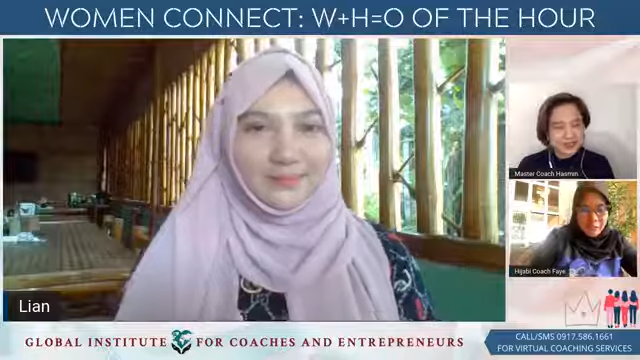 WOMEN CONNECT: W+H=O OF THE HOUR
Lian
Master Coach Hasmin
Hijabi Coach Faye
GLOBAL INSTITUTE FOR COACHES AND ENTREPRENEURS
CALL/SMS 0917.586.1661
FOR VIRTUAL COACHING SERVICES